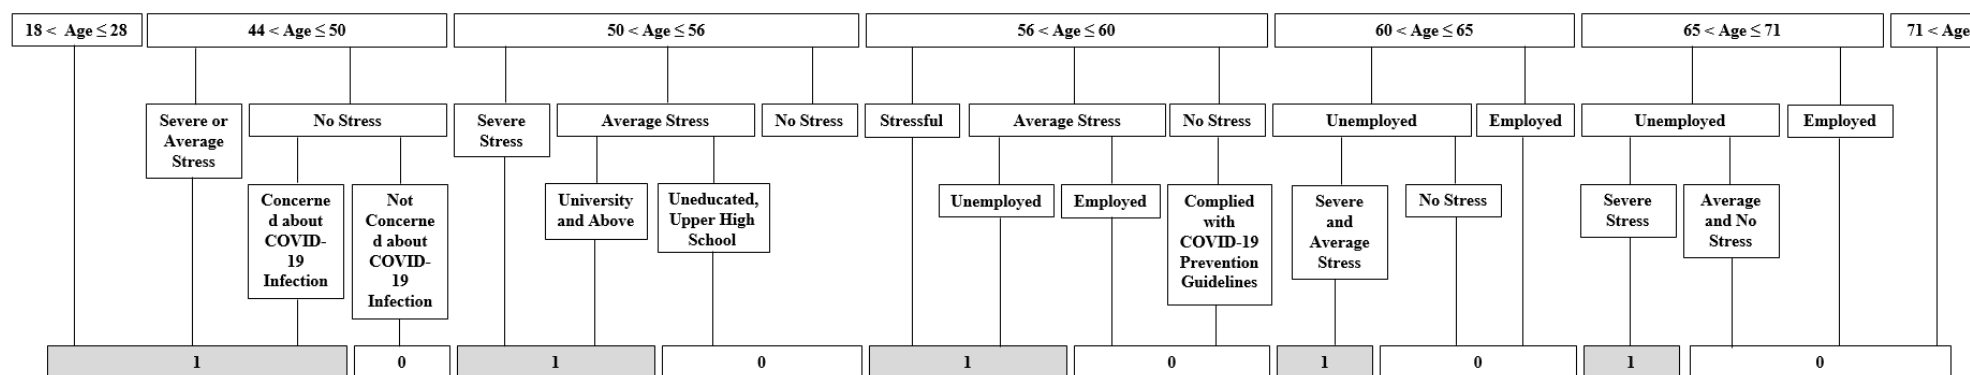 18 < Age ≤ 28
44 < Age ≤ 50
50 < Age ≤ 56
56 < Age ≤ 60
60 < Age ≤ 65
65 < Age ≤ 71
71 < Age
Severe or
Average
Stress
No Stress
Severe
Stress
Average Stress
No Stress
Stressful
Average Stress
No Stress
Unemployed
Employed
Unemployed
Employed
Concerne
d about
COVID-
19
Infection
Not
Concerne
d about
COVID-
19
Infection
University
and Above
Uneducated,
Upper High
School
Unemployed
Employed
Complied
with
COVID-19
Prevention
Guidelines
Severe
and
Average
Stress
No Stress
Severe
Stress
Average
and No
Stress
1
0
1
0
1
0
1
0
1
0